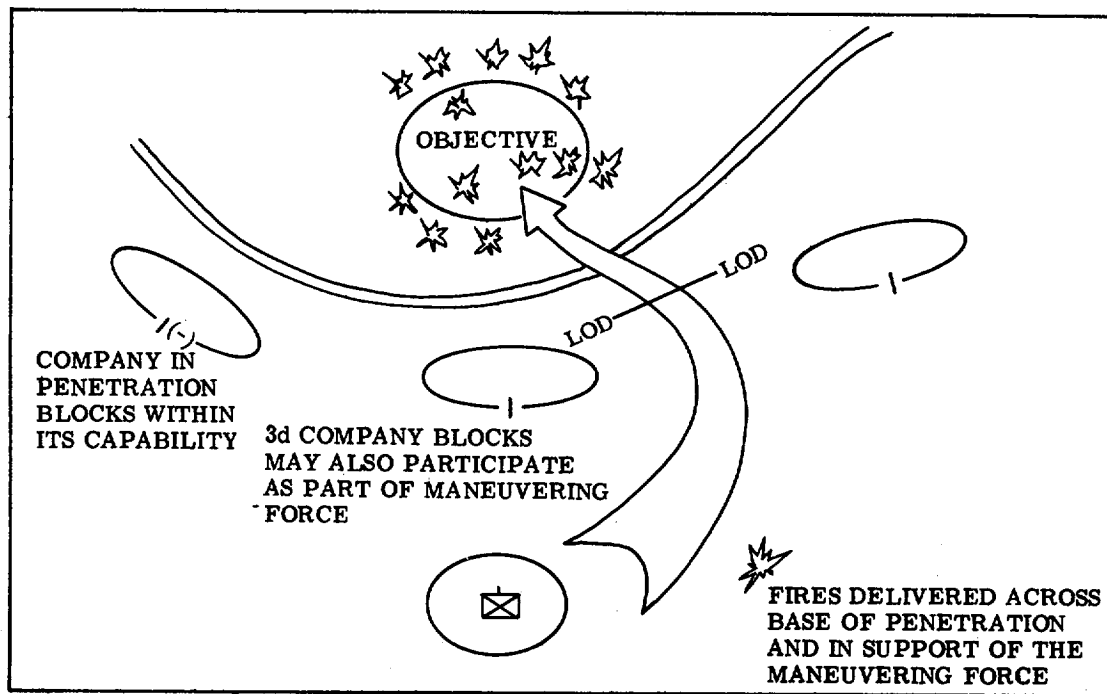 OBJECTIVE
LOD
LOD
(-)
COMPANY IN
PENETRATION
BLOCKS WITHIN
ITS CAPABILITY
3d COMPANY BLOCKS
MAY ALSO PARTICIPATE
AS PART OF MANEUVERING
FORCE
FIRES DELIVERED ACROSS
BASE OF PENETRATION
AND IN SUPPORT OF THE
MANEUVERING FORCE